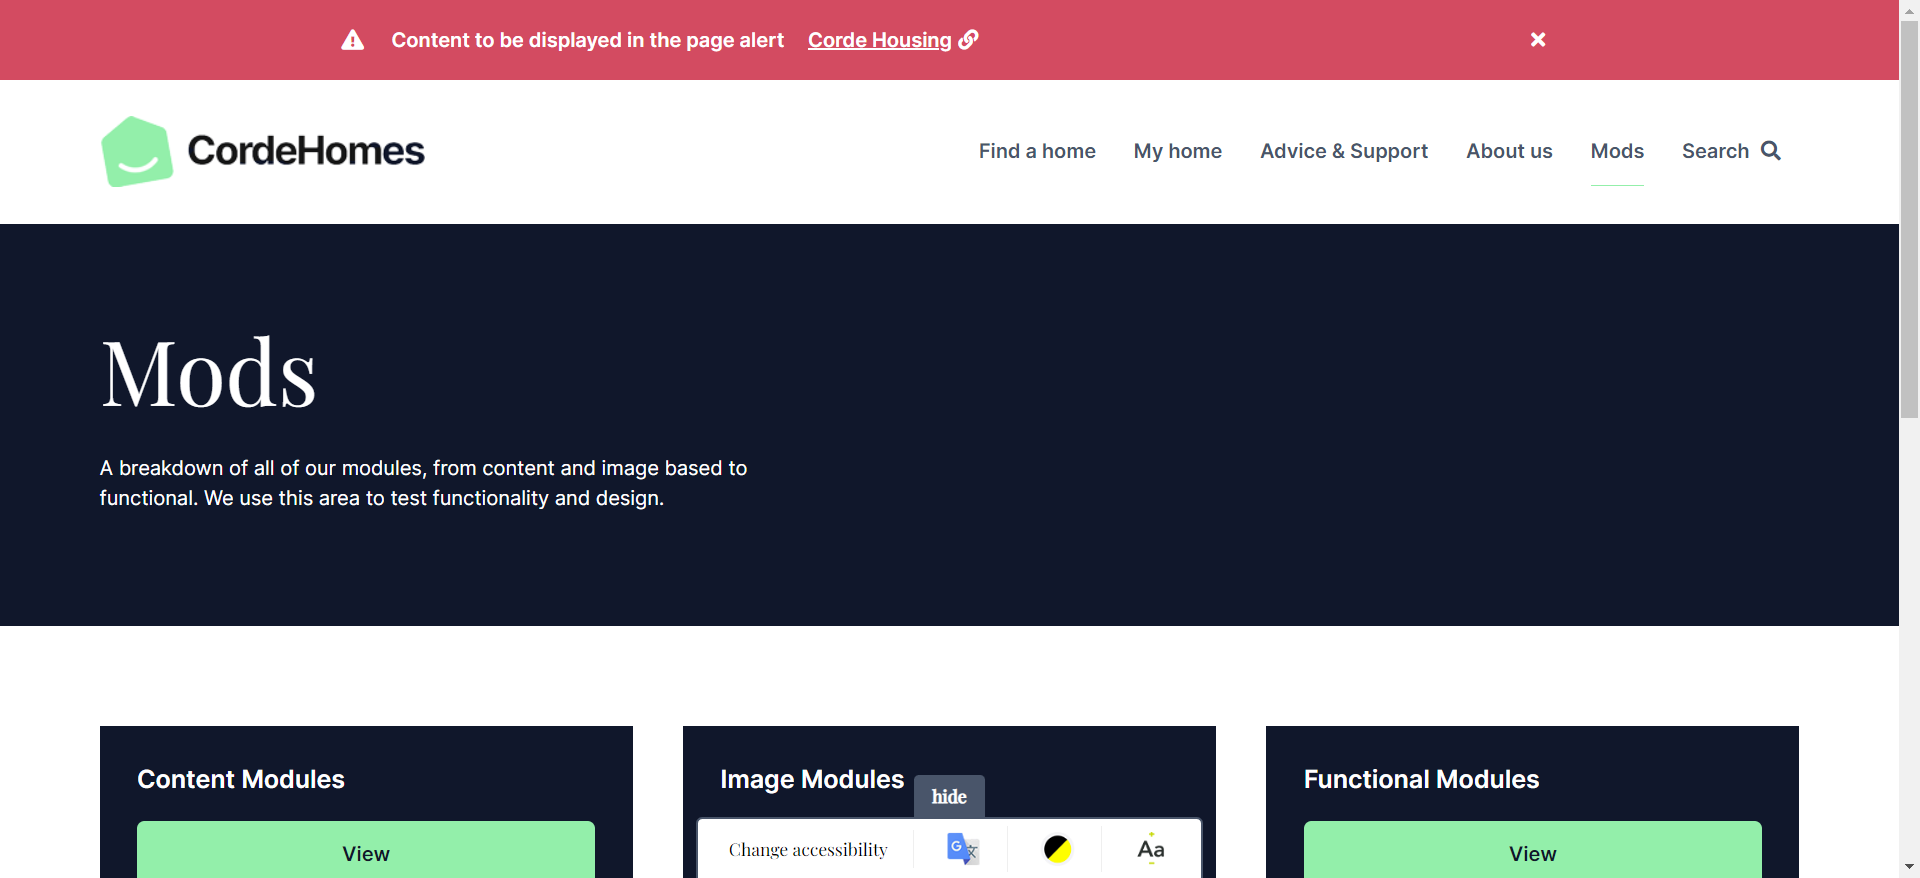 Content to be displayed in the page alert Corde Housing
CordeHomes
Find a home My home Advice & Support About us Mods Search
Mods
A breakdown of all of our modules, from content and image based to
functional. We use this area to test functionality and design.
Content Modules
View
Image Modules
hide
Change accessibility
G 文
Aa
Functional Modules
View